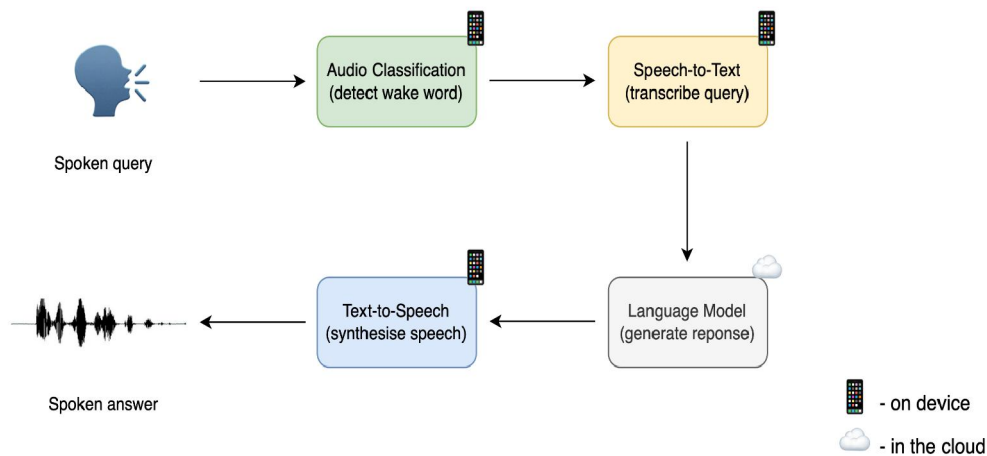 Audio Classification
(detect wake word)
Speech-to-Text
(transcribe query)
Spoken query
Text-to-Speech
(synthesise speech)
Language Model
(generate reponse)
Spoken answer
- on device
- in the cloud